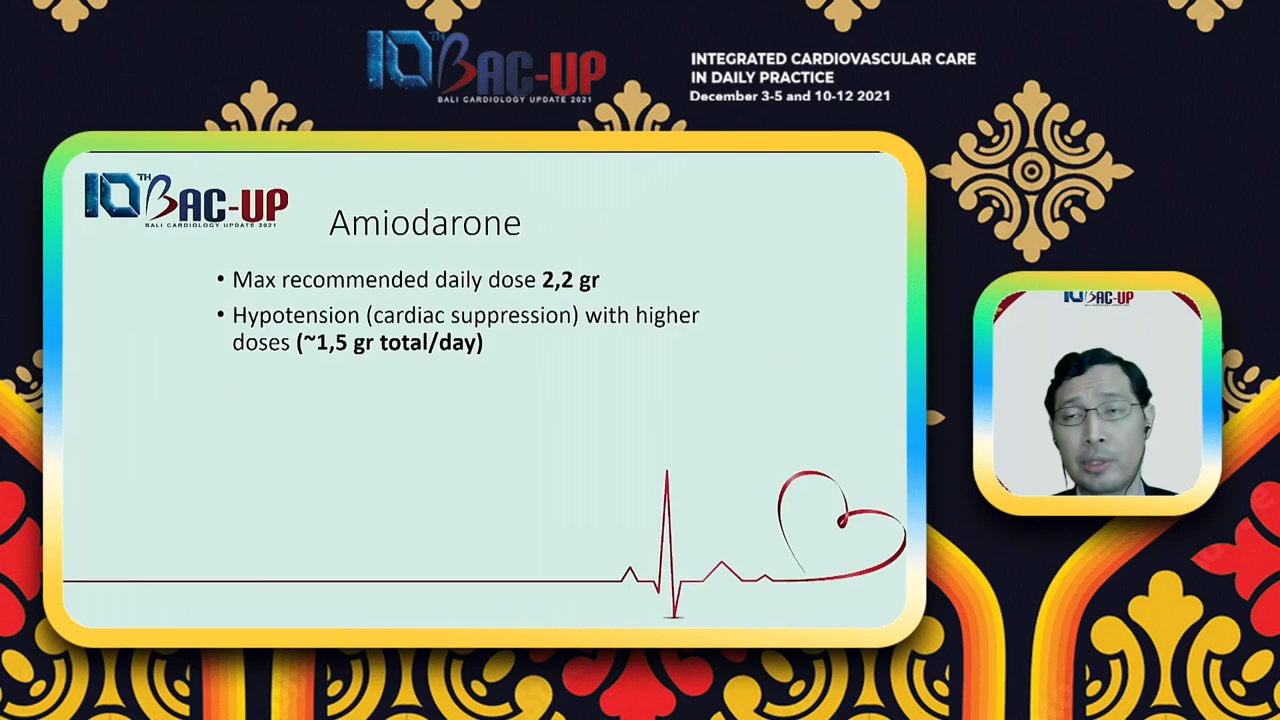 10TH BAC-UP
BALI CARDIOLOGY UPDATE 2021
INTEGRATED CARDIOVASCULAR CARE
IN DAILY PRACTICE
December 3-5 and 10-12 2021
10TH BAC-UP
BALI CARDIOLOGY UPDATE 2021
Amiodarone
• Max recommended daily dose 2,2 gr
• Hypotension (cardiac suppression) with higher
doses (~1,5 gr total/day)
10 BAC-UP